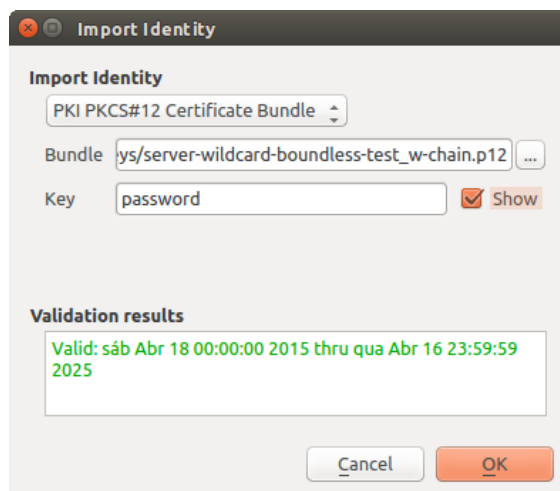 Import Identity
Import Identity
PKI PKCS#12 Certificate Bundle
Bundle ys/server-wildcard-boundless-test_w-chain.p12 ...
Key password Show
Validation results
Valid: sáb Abr 18 00:00:00 2015 thru qua Abr 16 23:59:59
2025
Cancel OK